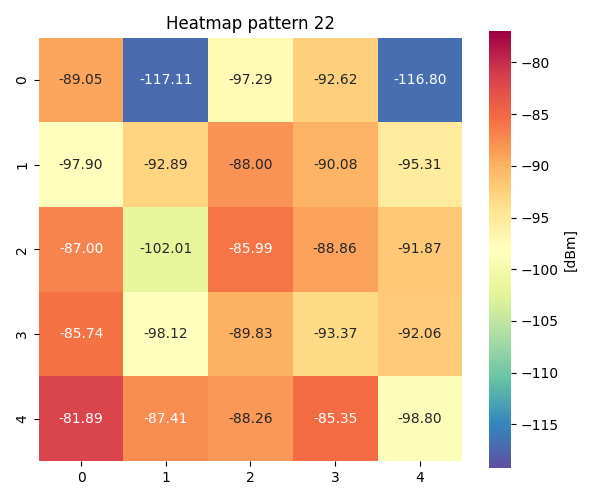 Heatmap pattern 22
0 -89.05 -117.11 -97.29 -92.62 -116.80
1 -97.90 -92.89 -88.00 -90.08 -95.31
2 -87.00 -102.01 -85.99 -88.86 -91.87
3 -85.74 -98.12 -89.83 -93.37 -92.06
4 -81.89 -87.41 -88.26 -85.35 -98.80
0 1 2 3 4
−80
−85
−90
−95
−100
−105
−110
−115
[dBm]